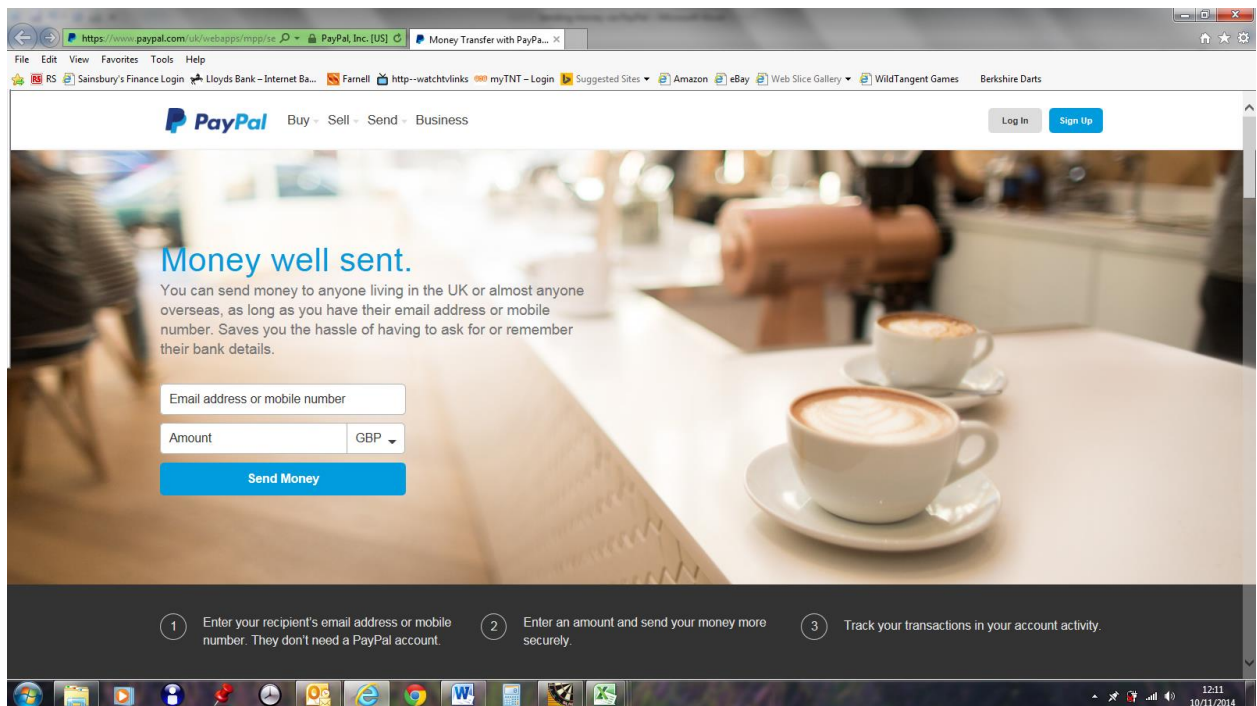 https://www.paypal.com/uk/webapps/mpp/se
PayPal, Inc. [US]
Money Transfer with PayPa...
File Edit View Favorites Tools Help
RS Sainsbury's Finance Login Lloyds Bank – Internet Ba... Farnell http--watchtvlinks myTNT – Login Suggested Sites Amazon eBay Web Slice Gallery WildTangent Games Berkshire Darts
PayPal Buy Sell Send Business Log In Sign Up
Money well sent.
You can send money to anyone living in the UK or almost anyone
overseas, as long as you have their email address or mobile
number. Saves you the hassle of having to ask for or remember
their bank details.
Email address or mobile number
Amount GBP
Send Money
1 Enter your recipient's email address or mobile
number. They don't need a PayPal account.
2 Enter an amount and send your money more
securely.
3 Track your transactions in your account activity.
12:11
10/11/2014